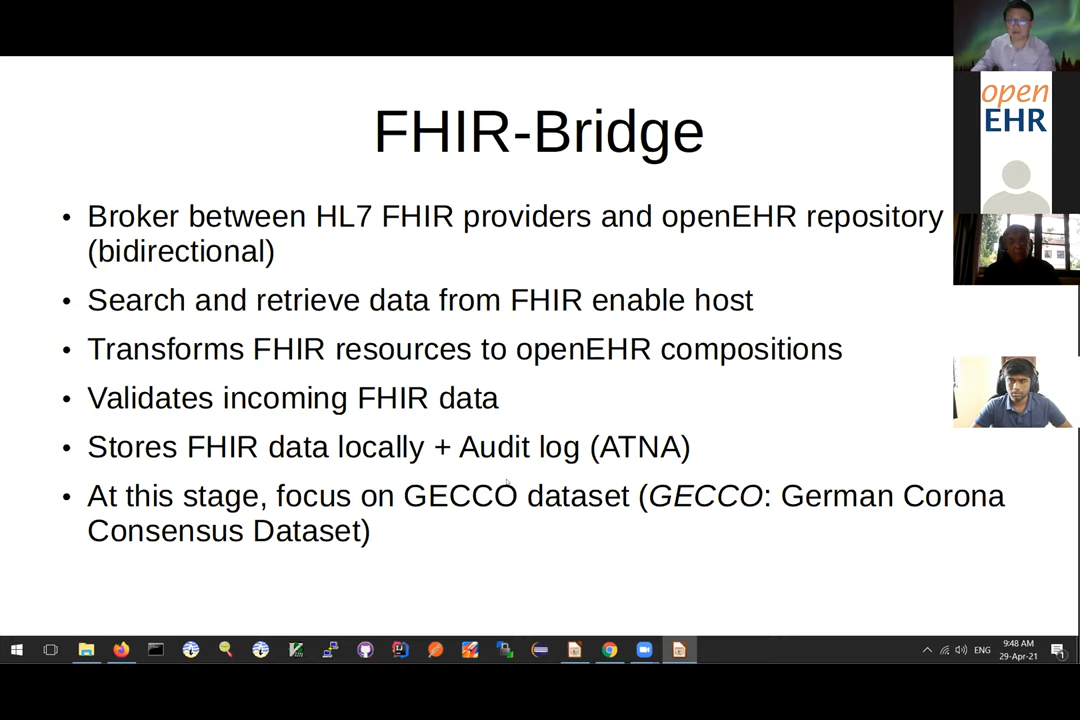 FHIR-Bridge
• Broker between HL7 FHIR providers and openEHR repository
(bidirectional)
• Search and retrieve data from FHIR enable host
• Transforms FHIR resources to openEHR compositions
• Validates incoming FHIR data
• Stores FHIR data locally + Audit log (ATNA)
• At this stage, focus on GECCO dataset (GECCO: German Corona
Consensus Dataset)
open
EHR
ENG
9:48 AM
29-Apr-21
1